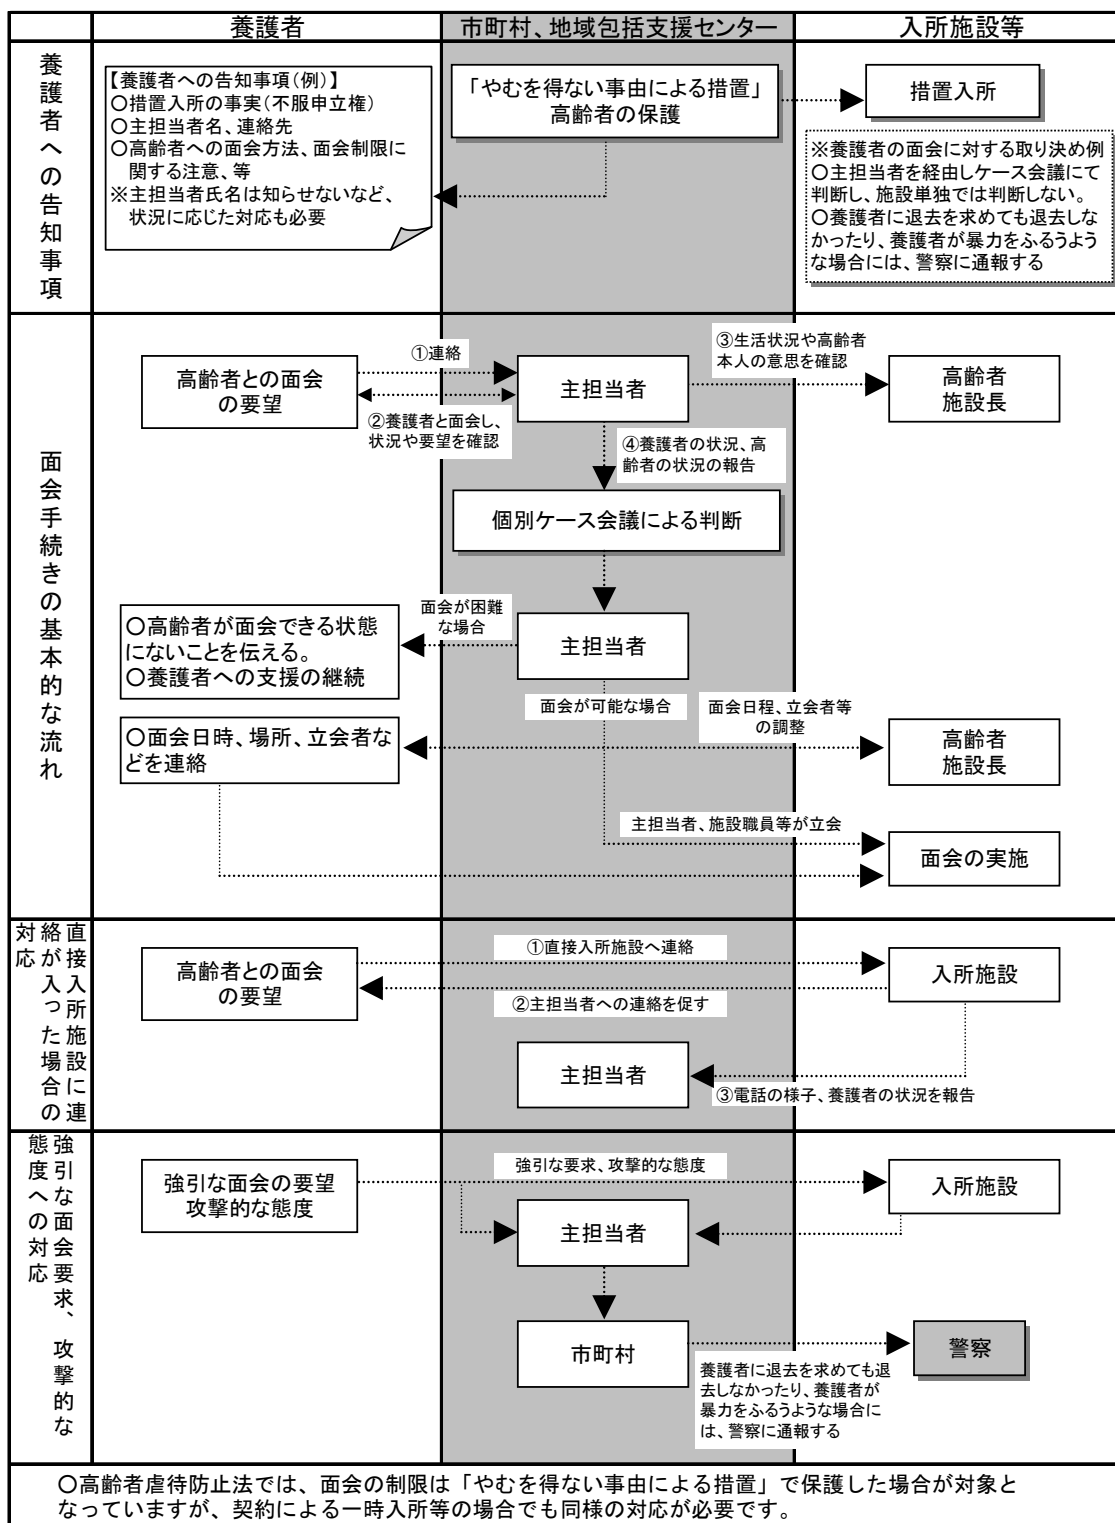 養護者
市町村、地域包括支援センター
入所施設等
養護者への告知事項
【養護者への告知事項(例)】
○措置入所の事実(不服申立権)
○主担当者名、連絡先
○高齢者への面会方法、面会制限に
関する注意、等
※主担当者氏名は知らせないなど、
状況に応じた対応も必要
「やむを得ない事由による措置」
高齢者の保護
措置入所
※養護者の面会に対する取り決め例
○主担当者を経由しケース会議にて
判断し、施設単独では判断しない。
○養護者に退去を求めても退去しな
かったり、養護者が暴力をふるうよう
な場合には、警察に通報する
面会手続きの基本的な流れ
高齢者との面会
の要望
①連絡
②養護者と面会し、
状況や要望を確認
主担当者
③生活状況や高齢者
本人の意思を確認
高齢者
施設長
④養護者の状況、高
齢者の状況の報告
個別ケース会議による判断
面会が困難
な場合
主担当者
○高齢者が面会できる状態
にないことを伝える。
○養護者への支援の継続
面会が可能な場合
面会日程、立会者等
の調整
○面会日時、場所、立会者な
どを連絡
高齢者
施設長
主担当者、施設職員等が立会
面会の実施
直接入所施設に連
絡が入った場合の
対応
高齢者との面会
の要望
①直接入所施設へ連絡
②主担当者への連絡を促す
入所施設
主担当者
③電話の様子、養護者の状況を報告
強引な面会要求、攻撃的な
態度への対応
強引な面会の要望
攻撃的な態度
強引な要求、攻撃的な態度
入所施設
主担当者
市町村
警察
養護者に退去を求めても退
去しなかったり、養護者が
暴力をふるうような場合に
は、警察に通報する
○高齢者虐待防止法では、面会の制限は「やむを得ない事由による措置」で保護した場合が対象と
なっていますが、契約による一時入所等の場合でも同様の対応が必要です。